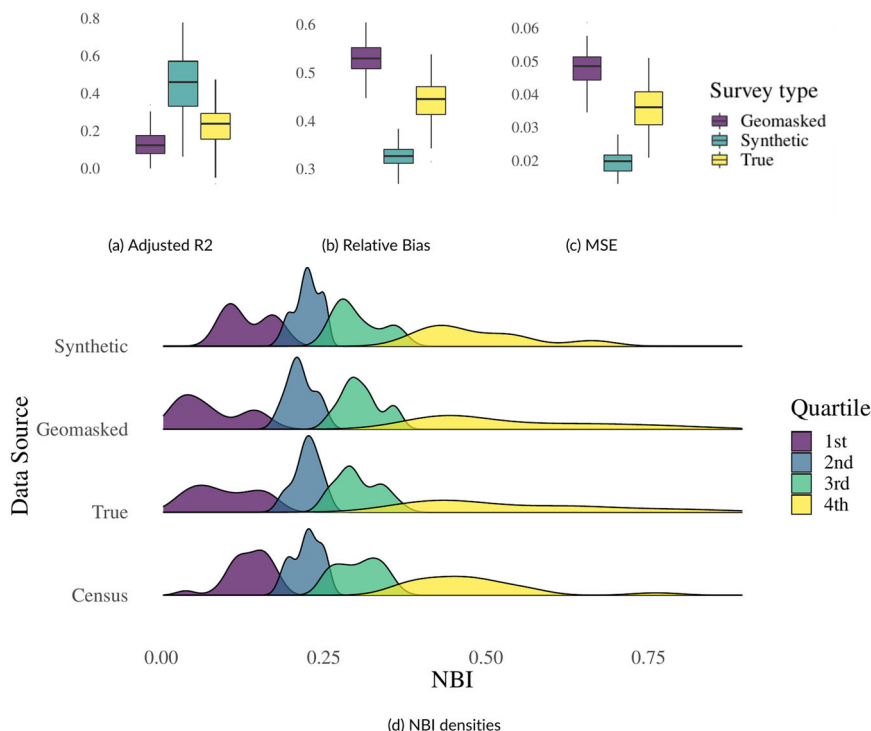 0.8
0.6
0.4
0.2
0.0
0.6
0.5
0.4
0.3
0.06
0.05
0.04
0.03
0.02
Survey type
Geomasked
Synthetic
True
(a) Adjusted R2
(b) Relative Bias
(c) MSE
Data Source
Synthetic
Geomasked
True
Census
0.00 0.25 0.50 0.75
NBI
Quartile
1st
2nd
3rd
4th
(d) NBI densities